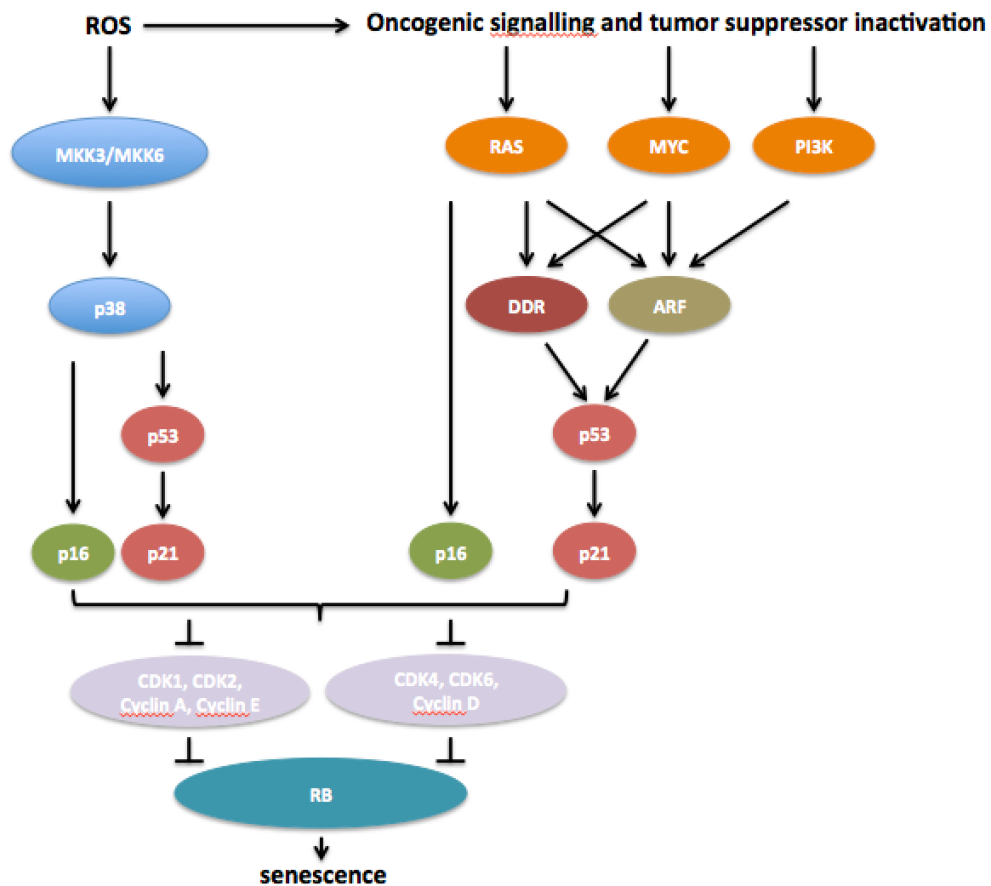 ROS
Oncogenic signalling and tumor suppressor inactivation
MKK3/MKK6
RAS
MYC
PI3K
p38
DDR
ARF
p53
p53
p16
p21
p16
p21
CDK1, CDK2,
Cyclin A, Cyclin E
CDK4, CDK6,
Cyclin D
RB
senescence